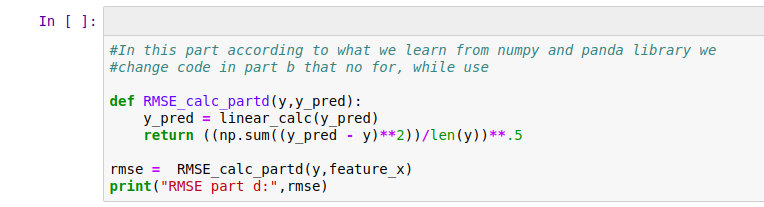 In [ ]:
#In this part according to what we learn from numpy and panda library we
#change code in part b that no for, while use
def RMSE_calc_partd(y,y_pred):
    y_pred = linear_calc(y_pred)
    return ((np.sum((y_pred - y)**2))/len(y))**.5
rmse =  RMSE_calc_partd(y,feature_x)
print("RMSE part d:",rmse)